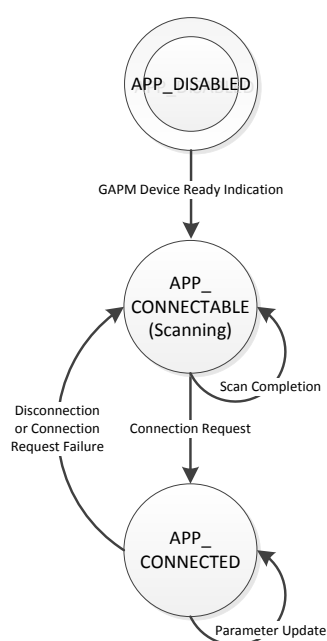 APP_DISABLED
GAPM Device Ready Indication
APP_
CONNECTABLE
(Scanning)
Scan Completion
Disconnection
or Connection
Request Failure
Connection Request
APP_
CONNECTED
Parameter Update